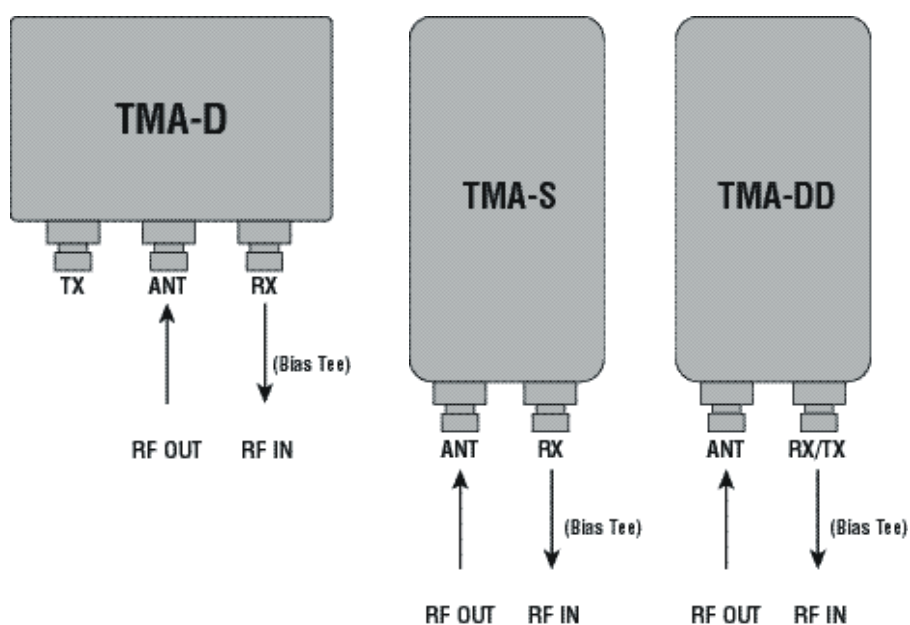 TMA-D
TX ANT RX
(Bias Tee)
RF OUT RF IN
TMA-S
ANT RX
(Bias Tee)
RF OUT RF IN
TMA-DD
ANT RX/TX
(Bias Tee)
RF OUT RF IN